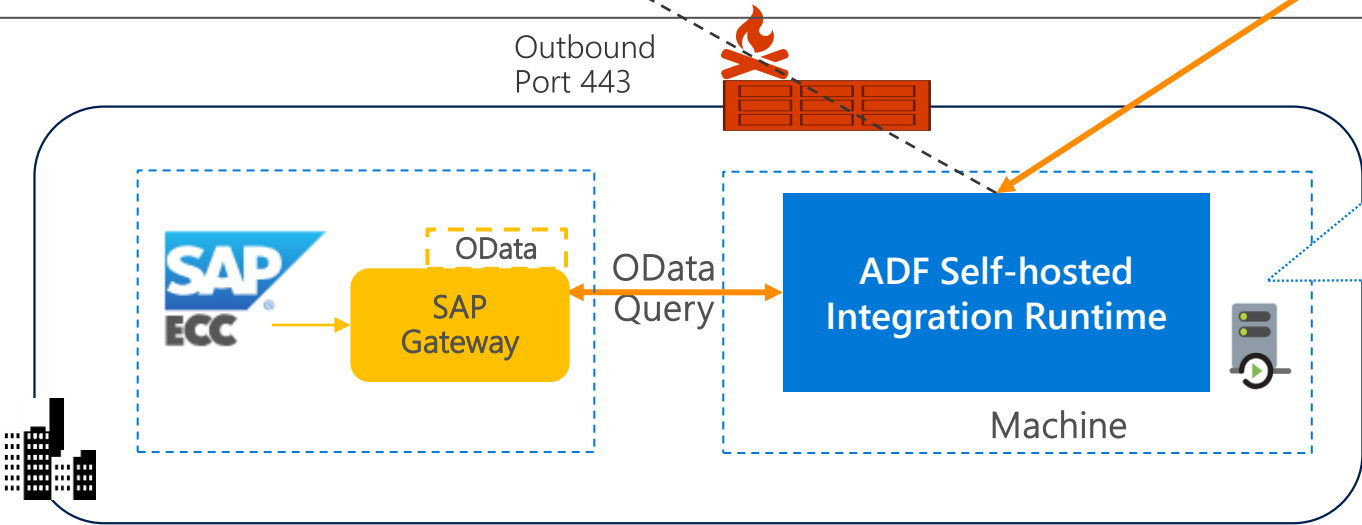 Outbound
Port 443
SAP
ECC
OData
SAP
Gateway
OData
Query
ADF Self-hosted
Integration Runtime
Machine